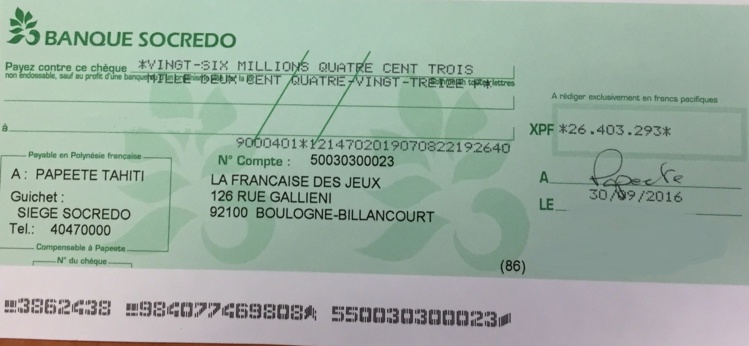 BANQUE SOCREDO
Payez contre ce chèque *VINGT-SIX MILLIONS QUATRE CENT TROIS
non endossable, sauf au profit d'une banque
MILLE DEUX CENT QUATRE-VINGT-TREIZE **
lettres
A rédiger exclusivement en francs pacifiques
à
XPF *26.403.293*
9000401*1214702019070822192640
Payable en Polynésie française
N° Compte : 50030300023
A : PAPEETE TAHITI
LA FRANCAISE DES JEUX
A Papeete
Guichet :
126 RUE GALLIENI
LE 30/09/2016
SIEGE SOCREDO
92100 BOULOGNE-BILLANCOURT
Tel.: 40470000
Compensable à Papeete
N° du chèque
(86)
3862438 984077469808 550030300023